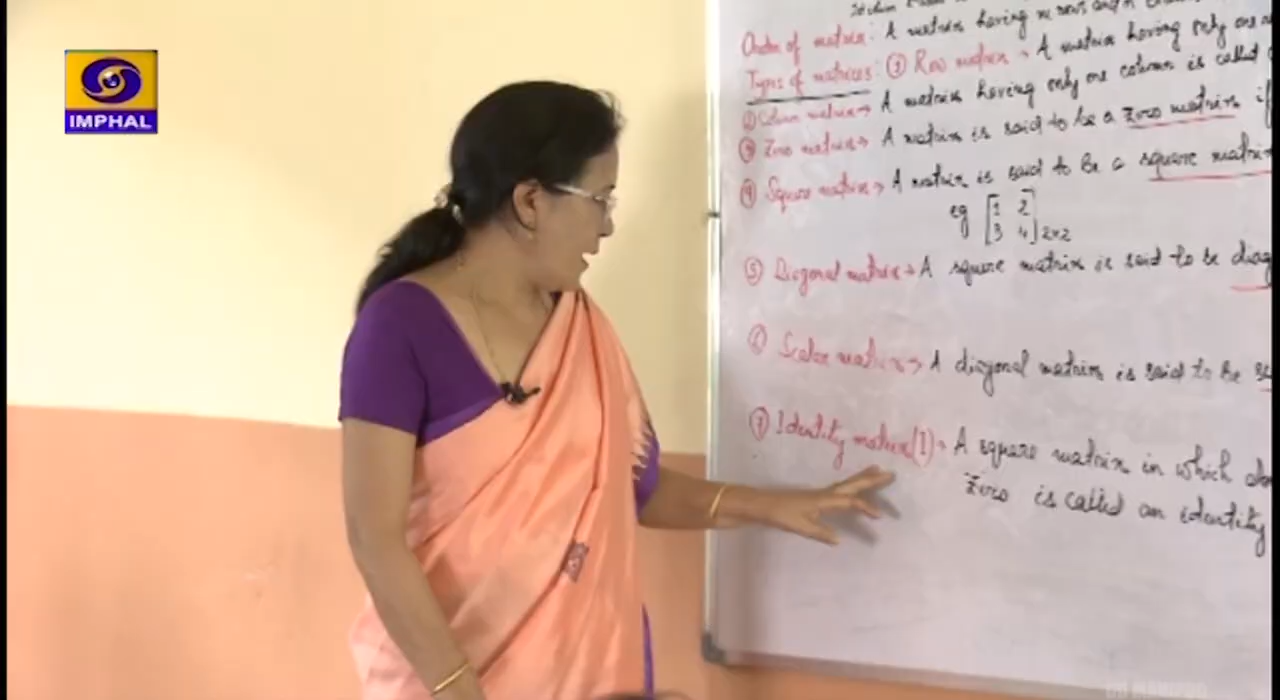 IMPHAL
Order of matrix: A matrix having m rows and n
Types of matrices: ① Row matrix → A matrix having only one
② Column matrix → A matrix having only one column is called
③ Zero matrix → A matrix is said to be a zero matrix if
④ Square matrix → A matrix is said to be a square matrix
eg [1 2
3 4] 2×2
⑤ Diagonal matrix → A square matrix is said to be diag
⑥ Scalar matrix → A diagonal matrix is said to be sc
⑦ Identity matrix (I) → A square matrix in which
Zero is called an identity